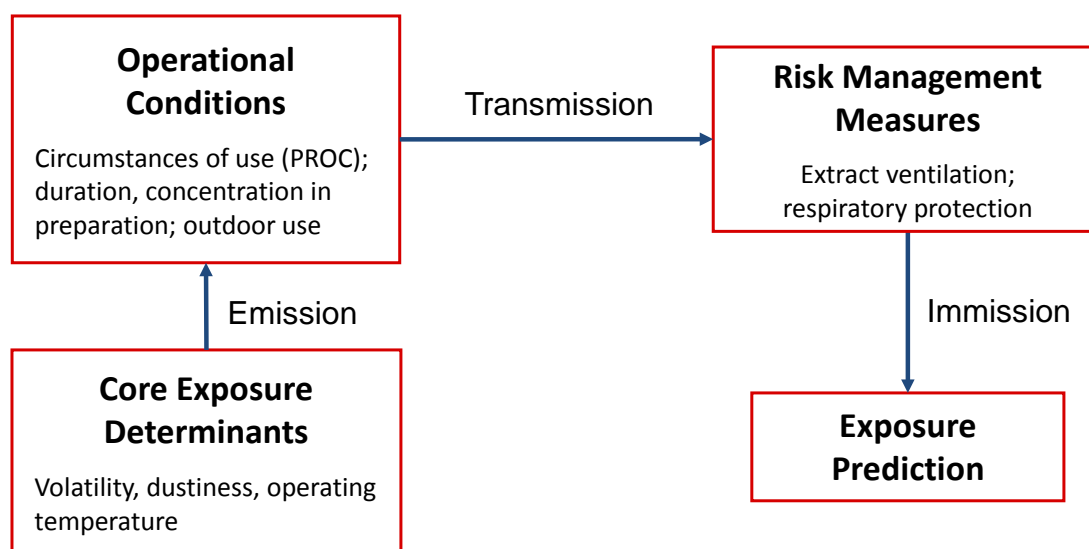 Operational
Conditions
Circumstances of use (PROC);
duration, concentration in
preparation; outdoor use
Transmission
Risk Management
Measures
Extract ventilation;
respiratory protection
Emission
Immission
Core Exposure
Determinants
Volatility, dustiness, operating
temperature
Exposure
Prediction